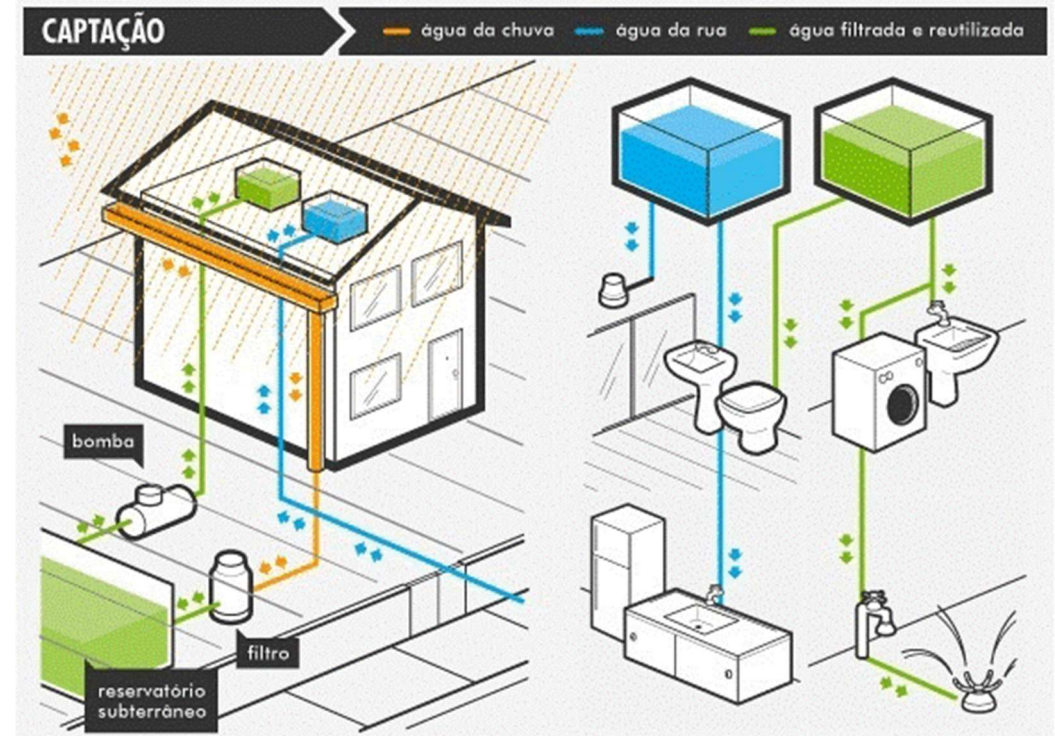 CAPTAÇÃO
água da chuva
água da rua
água filtrada e reutilizada
bomba
filtro
reservatório
subterrâneo